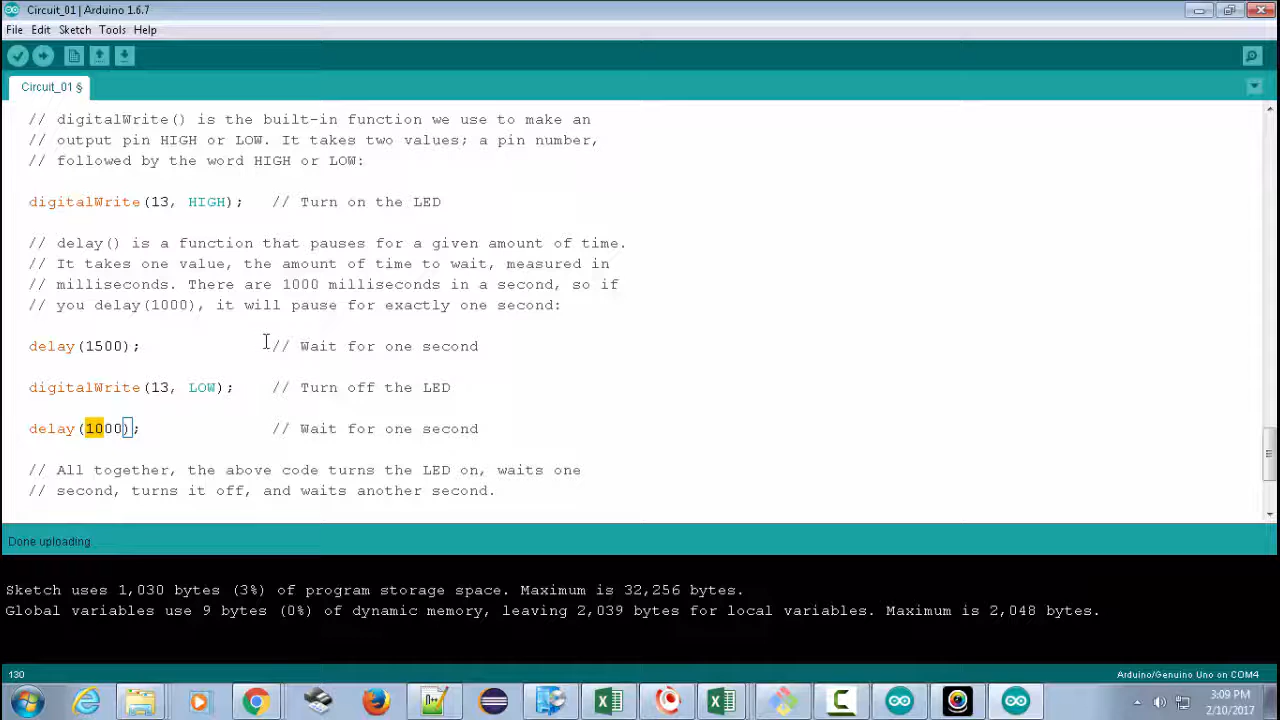 Circuit_01 | Arduino 1.6.7
File Edit Sketch Tools Help
Circuit_01 §
// digitalWrite() is the built-in function we use to make an
// output pin HIGH or LOW. It takes two values; a pin number,
// followed by the word HIGH or LOW:
digitalWrite(13, HIGH); // Turn on the LED
// delay() is a function that pauses for a given amount of time.
// It takes one value, the amount of time to wait, measured in
// milliseconds. There are 1000 milliseconds in a second, so if
// you delay(1000), it will pause for exactly one second:
delay(1500); // Wait for one second
digitalWrite(13, LOW); // Turn off the LED
delay(1000); // Wait for one second
// All together, the above code turns the LED on, waits one
// second, turns it off, and waits another second.
Done uploading.
Sketch uses 1,030 bytes (3%) of program storage space. Maximum is 32,256 bytes.
Global variables use 9 bytes (0%) of dynamic memory, leaving 2,039 bytes for local variables. Maximum is 2,048 bytes.
130 Arduino/Genuino Uno on COM4
3:09 PM
2/10/2017